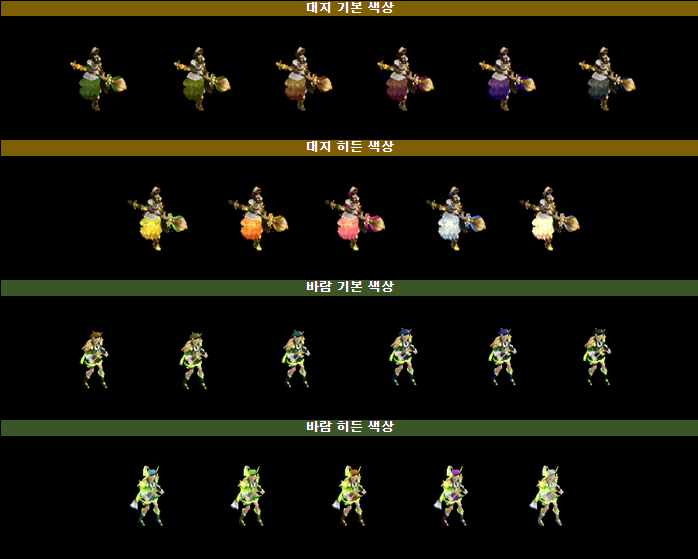 대지 기본 색상
대지 히든 색상
바람 기본 색상
바람 히든 색상